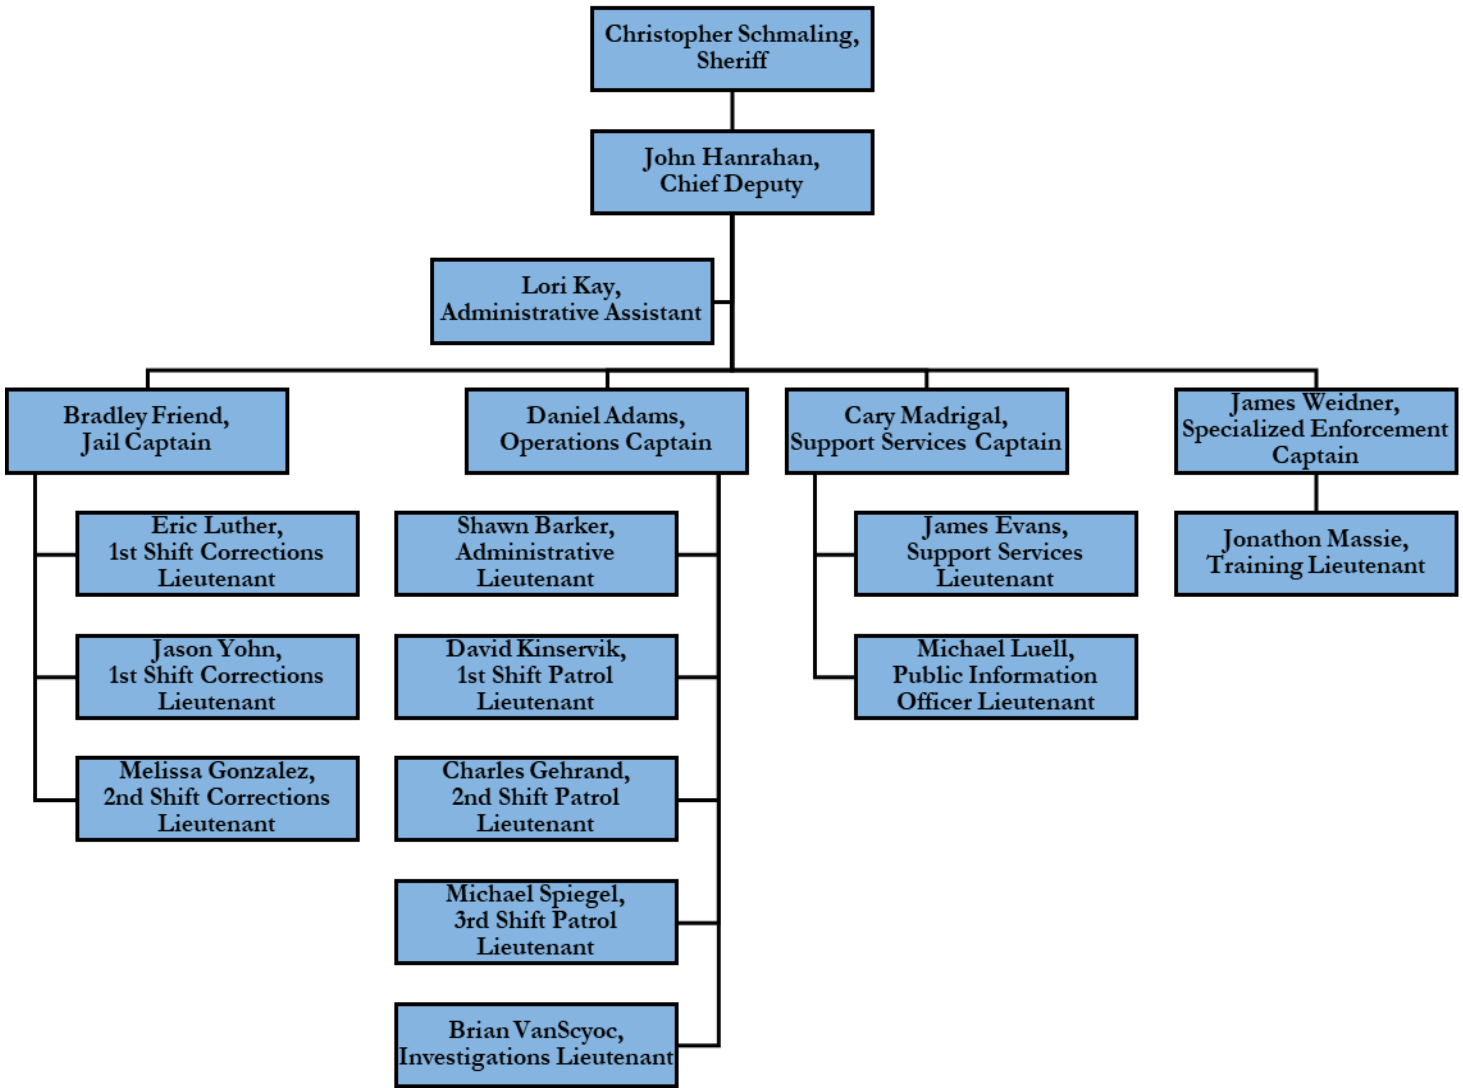 Christopher Schmaling,
Sheriff
John Hanrahan,
Chief Deputy
Lori Kay,
Administrative Assistant
Bradley Friend,
Jail Captain
Daniel Adams,
Operations Captain
Cary Madrigal,
Support Services Captain
James Weidner,
Specialized Enforcement
Captain
Eric Luther,
1st Shift Corrections
Lieutenant
Jason Yohn,
1st Shift Corrections
Lieutenant
Melissa Gonzalez,
2nd Shift Corrections
Lieutenant
Shawn Barker,
Administrative
Lieutenant
David Kinservik,
1st Shift Patrol
Lieutenant
Charles Gehrand,
2nd Shift Patrol
Lieutenant
Michael Spiegel,
3rd Shift Patrol
Lieutenant
Brian VanScyoc,
Investigations Lieutenant
James Evans,
Support Services
Lieutenant
Michael Luell,
Public Information
Officer Lieutenant
Jonathon Massie,
Training Lieutenant